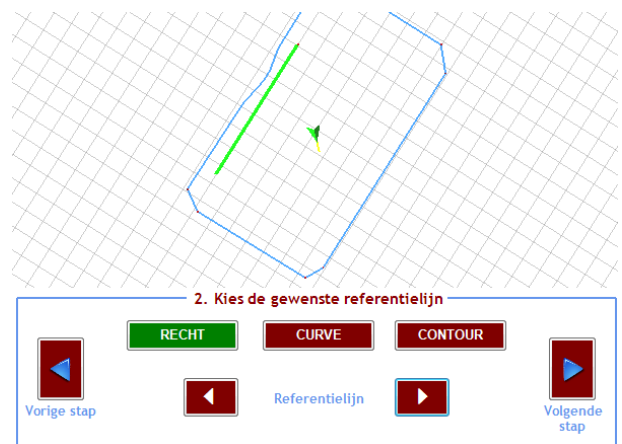 2. Kies de gewenste referentielijn
RECHT
CURVE
CONTOUR
Vorige stap
Referentielijn
Volgende
stap